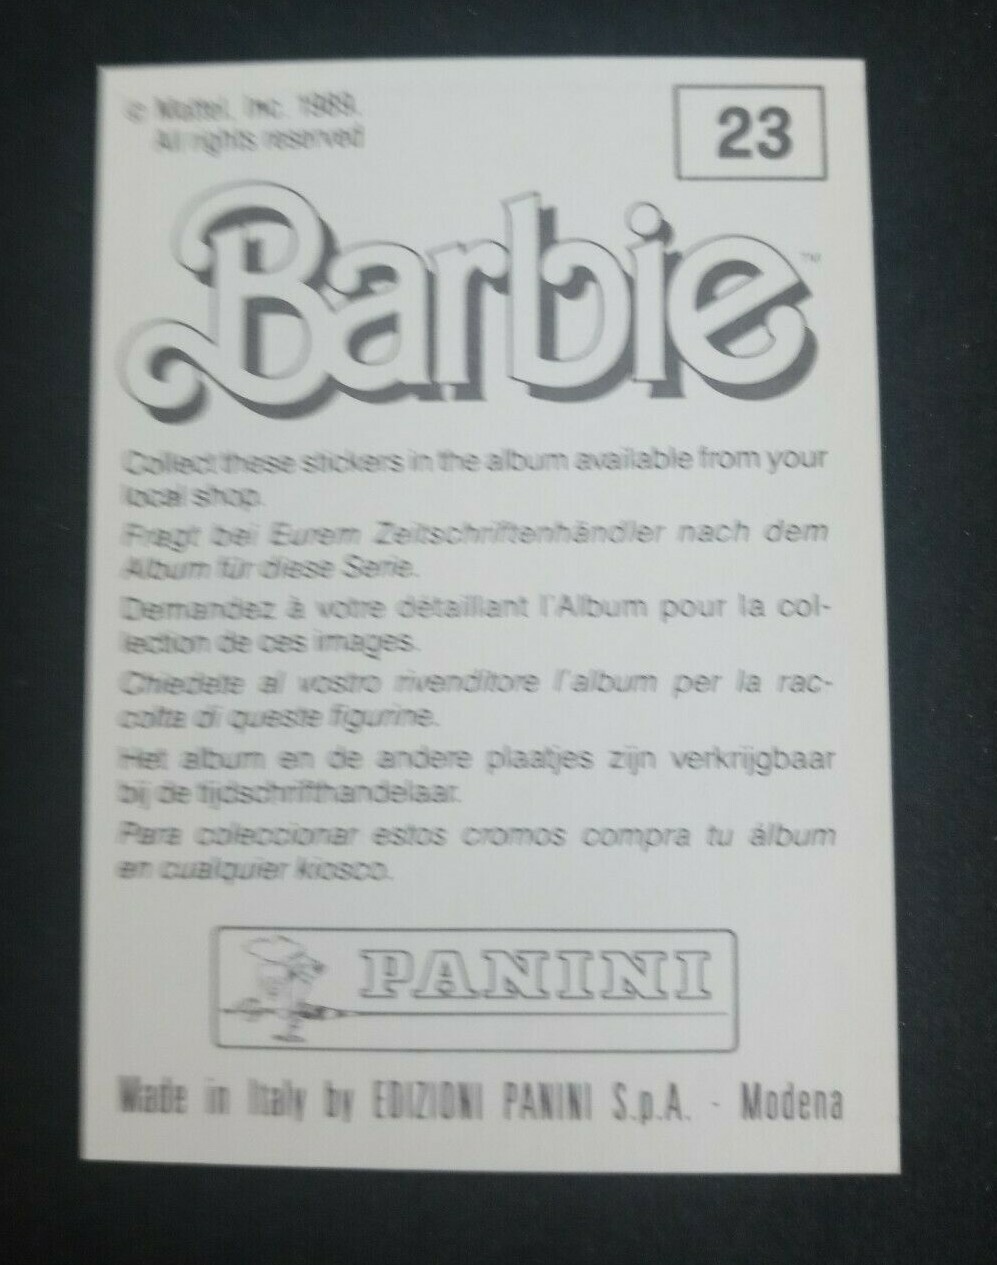 © Mattel, Inc. 1989.
All rights reserved
23
Barbie™
Collect these stickers in the album available from your
local shop.
Fragt bei Eurem Zeitschriftenhändler nach dem
Album für diese Serie.
Demandez à votre détaillant l'Album pour la col-
lection de ces images.
Chiedete al vostro rivenditore l'album per la rac-
colta di queste figurine.
Het album en de andere plaatjes zijn verkrijgbaar
bij de tijdschrifthandelaar.
Para coleccionar estos cromos compra tu álbum
en cualquier kiosco.
PANINI
Made in Italy by EDIZIONI PANINI S.p.A. - Modena